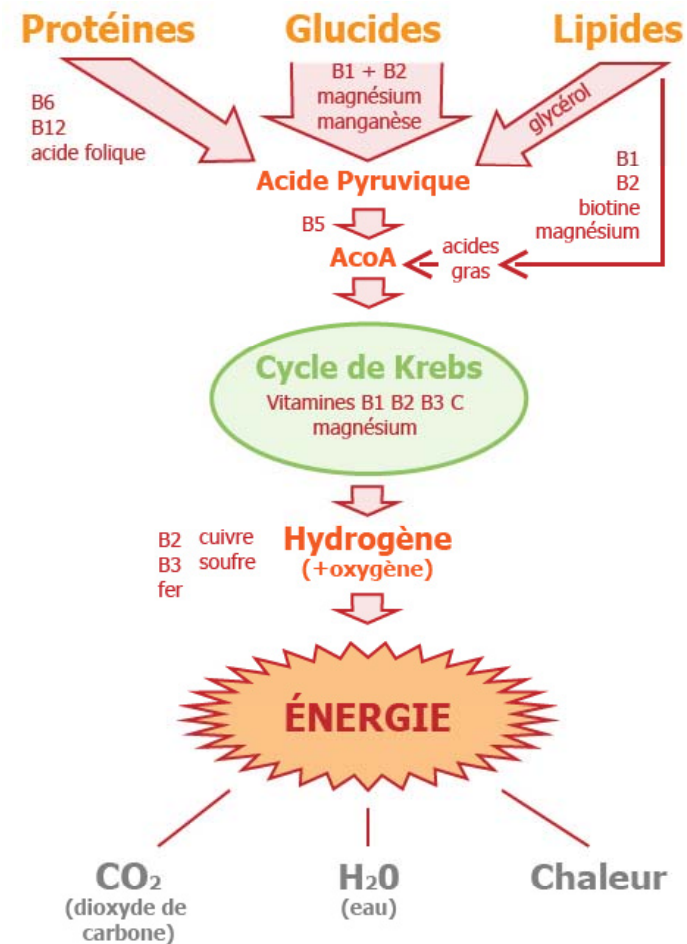 Protéines
Glucides
Lipides
B6
B12
acide folique
B1 + B2
magnésium
manganèse
glycérol
B1
B2
biotine
magnésium
Acide Pyruvique
B5
AcoA
acides
gras
Cycle de Krebs
Vitamines B1 B2 B3 C
magnésium
B2
B3
fer
cuivre
soufre
Hydrogène
(+oxygène)
ÉNERGIE
CO₂
(dioxyde de
carbone)
H₂0
(eau)
Chaleur